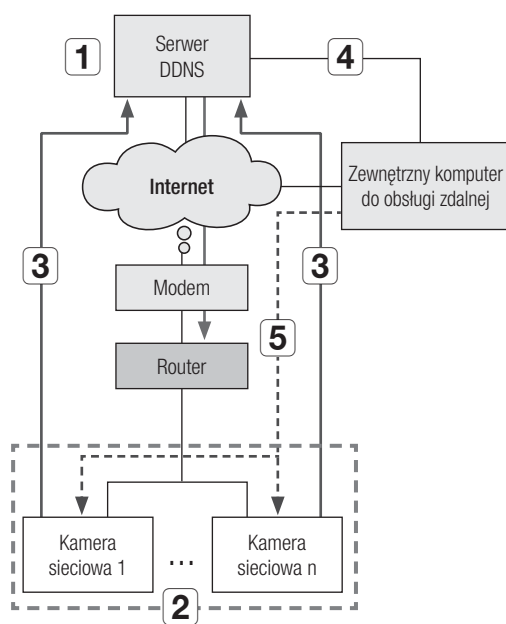 1
Serwer
DDNS
4
Internet
Zewnętrzny komputer
do obsługi zdalnej
3
3
Modem
5
Router
Kamera
sieciowa 1
...
Kamera
sieciowa n
2